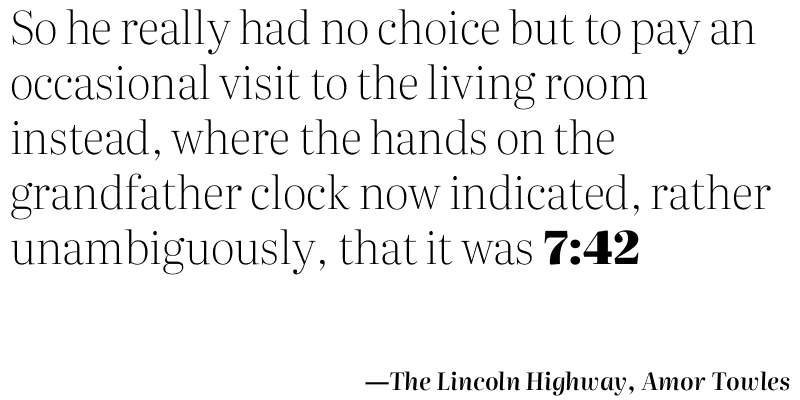 So he really had no choice but to pay an
occasional visit to the living room
instead, where the hands on the
grandfather clock now indicated, rather
unambiguously, that it was 7:42
—The Lincoln Highway, Amor Towles